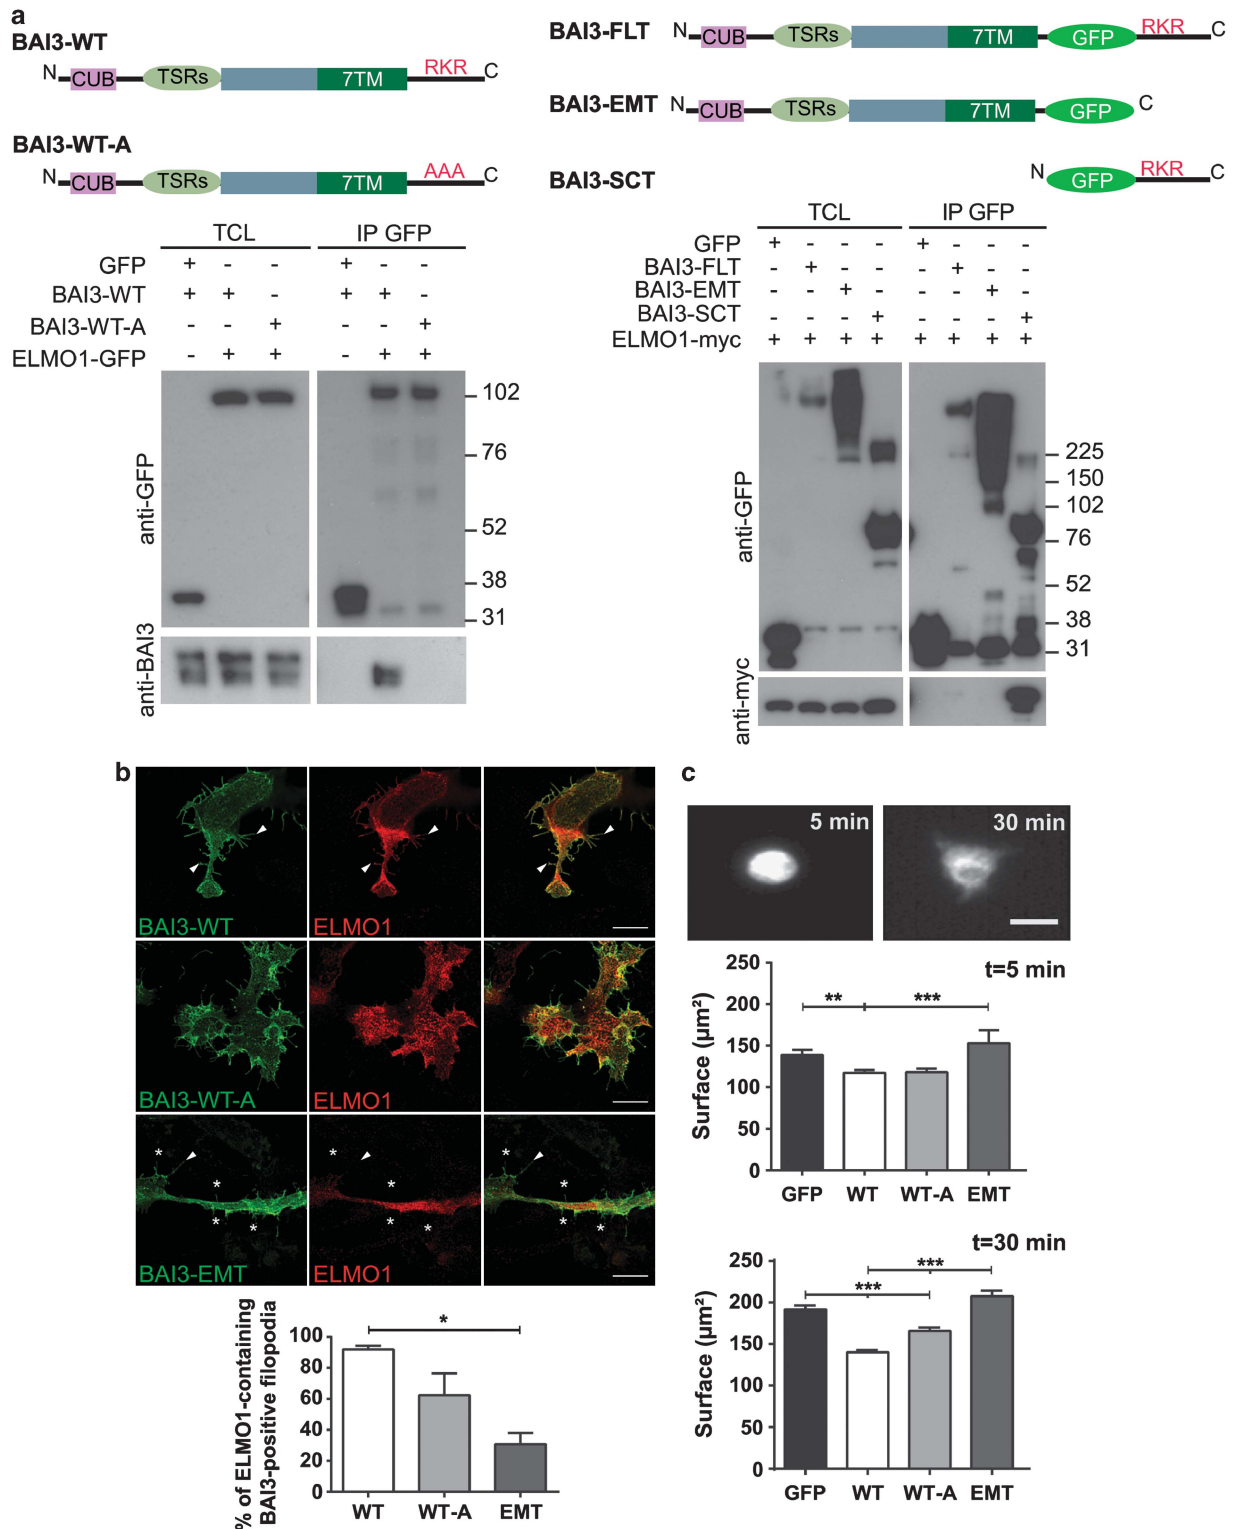 a
BAI3-WT
N CUB TSRs 7TM RKR C
BAI3-WT-A
N CUB TSRs 7TM AAA C
BAI3-FLT N CUB TSRs 7TM GFP RKR C
BAI3-EMT N CUB TSRs 7TM GFP C
BAI3-SCT N GFP RKR C
TCL IP GFP
GFP + - - + - -
BAI3-WT + + - + + -
BAI3-WT-A - - + - - +
ELMO1-GFP - + + - + +
anti-GFP
102
76
52
38
31
anti-BAI3
TCL IP GFP
GFP + - - - + - - -
BAI3-FLT - + - - - + - -
BAI3-EMT - - + - - - + -
BAI3-SCT - - - + - - - +
ELMO1-myc + + + + + + + +
anti-GFP
225
150
102
76
52
38
31
anti-myc
b
BAI3-WT ELMO1
BAI3-WT-A ELMO1
* * *
* * *
* * * * * *
BAI3-EMT ELMO1
% of ELMO1-containing
BAI3-positive filopodia
100
80
60
40
20
0
*
WT WT-A EMT
c
5 min 30 min
t=5 min
Surface (µm²)
250
200
150
100
50
0
** ***
GFP WT WT-A EMT
t=30 min
Surface (µm²)
250
200
150
100
50
0
***
***
GFP WT WT-A EMT